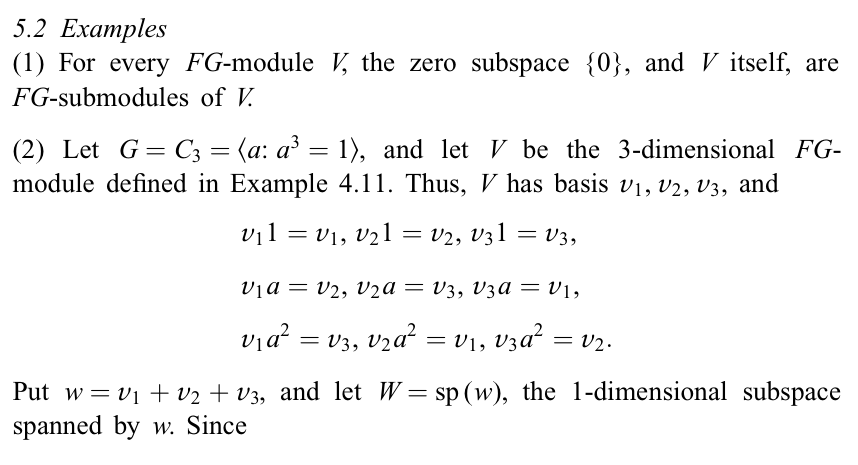 5.2 Examples
(1) For every FG-module V, the zero subspace {0}, and V itself, are
FG-submodules of V.
(2) Let G = C₃ = ⟨a: a³ = 1⟩, and let V be the 3-dimensional FG-
module defined in Example 4.11. Thus, V has basis v₁, v₂, v₃, and
v₁1 = v₁, v₂1 = v₂, v₃1 = v₃,
v₁a = v₂, v₂a = v₃, v₃a = v₁,
v₁a² = v₃, v₂a² = v₁, v₃a² = v₂.
Put w = v₁ + v₂ + v₃, and let W = sp (w), the 1-dimensional subspace
spanned by w. Since